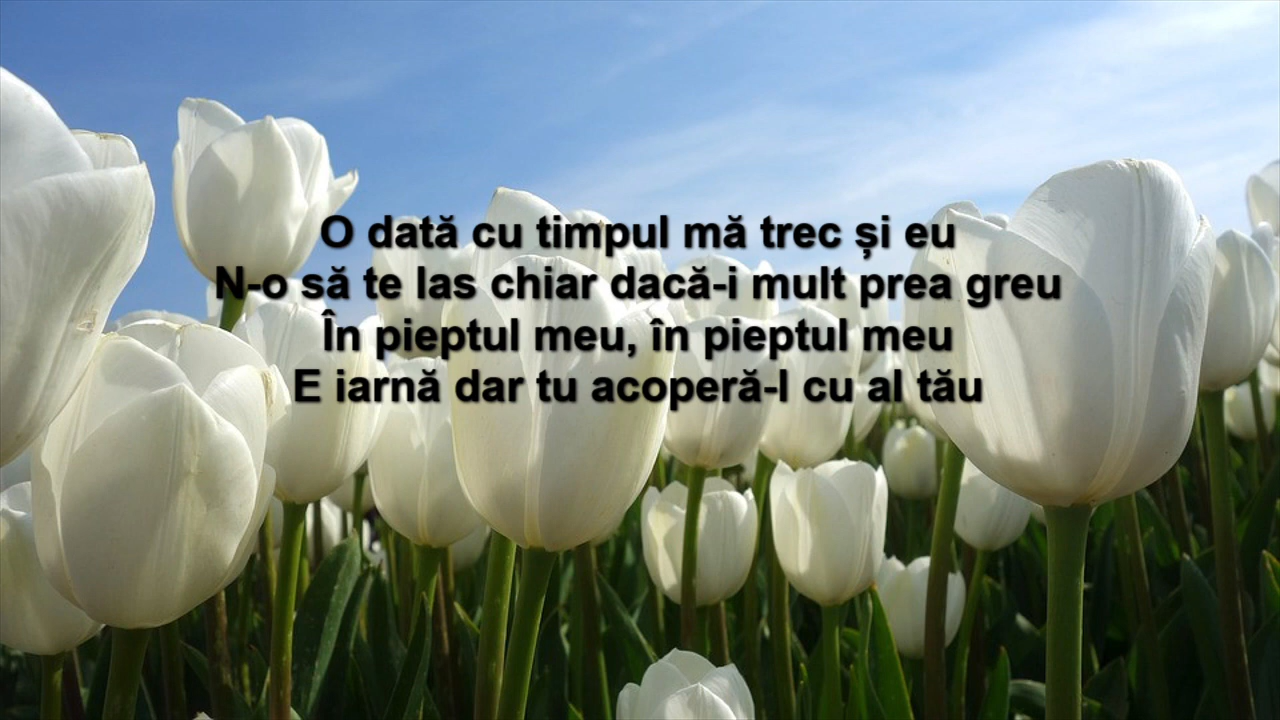 O dată cu timpul mă trec și eu
N-o să te las chiar dacă-i mult prea greu
În pieptul meu, în pieptul meu
E iarnă dar tu acoperă-l cu al tău